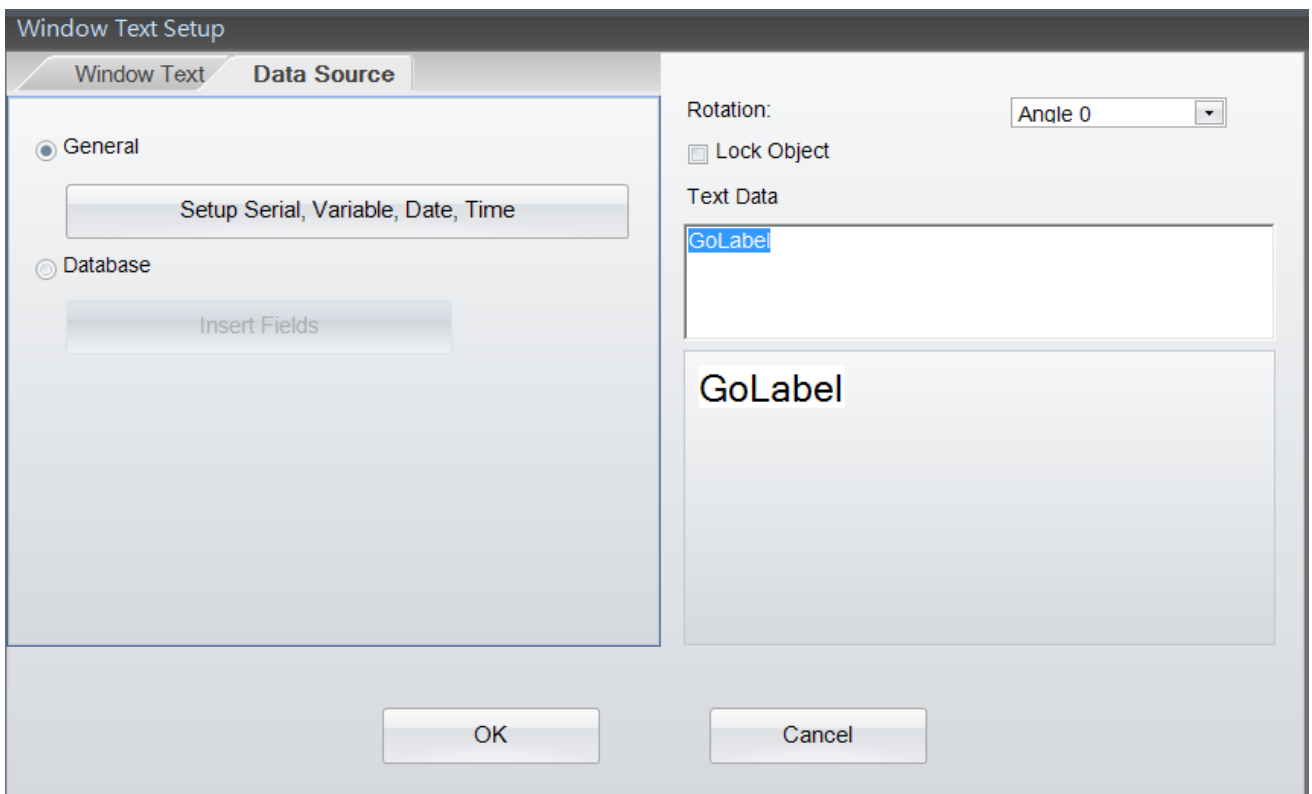 Window Text Setup
Window Text
Data Source
General
Setup Serial, Variable, Date, Time
Database
Insert Fields
Rotation:
Angle 0
Lock Object
Text Data
GoLabel
GoLabel
OK
Cancel